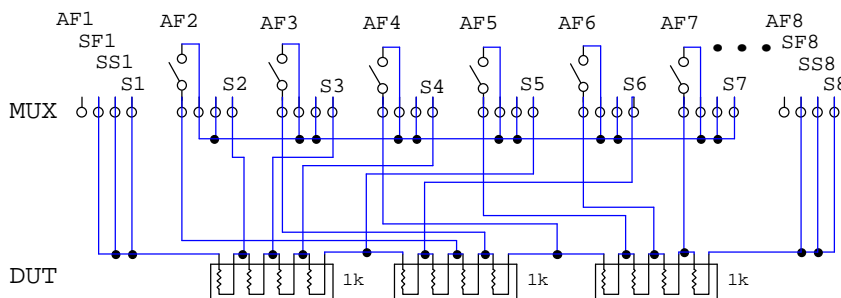 AF1 AF2 AF3 AF4 AF5 AF6 AF7 AF8
SF1 SF8
SS1 SS8
S1 S2 S3 S4 S5 S6 S7 S8
MUX
DUT 1k 1k 1k